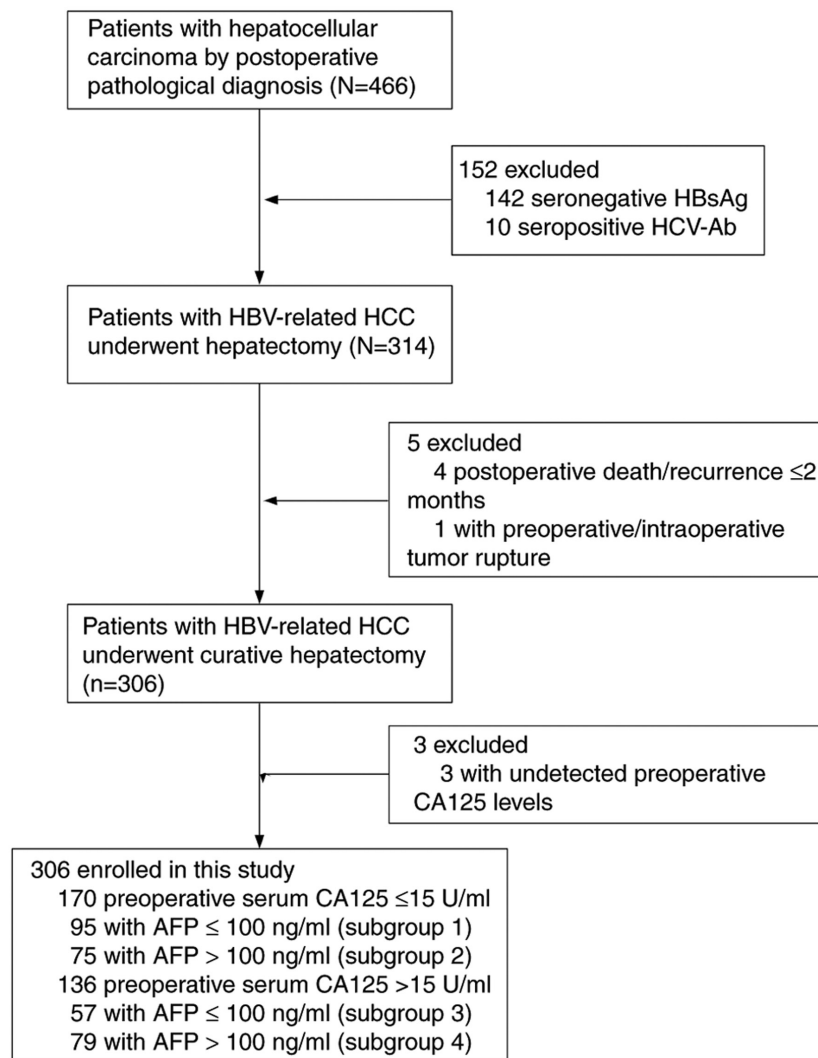 Patients with hepatocellular
carcinoma by postoperative
pathological diagnosis (N=466)
152 excluded
142 seronegative HBsAg
10 seropositive HCV-Ab
Patients with HBV-related HCC
underwent hepatectomy (N=314)
5 excluded
4 postoperative death/recurrence ≤2
months
1 with preoperative/intraoperative
tumor rupture
Patients with HBV-related HCC
underwent curative hepatectomy
(n=306)
3 excluded
3 with undetected preoperative
CA125 levels
306 enrolled in this study
170 preoperative serum CA125 ≤15 U/ml
95 with AFP ≤ 100 ng/ml (subgroup 1)
75 with AFP > 100 ng/ml (subgroup 2)
136 preoperative serum CA125 >15 U/ml
57 with AFP ≤ 100 ng/ml (subgroup 3)
79 with AFP > 100 ng/ml (subgroup 4)